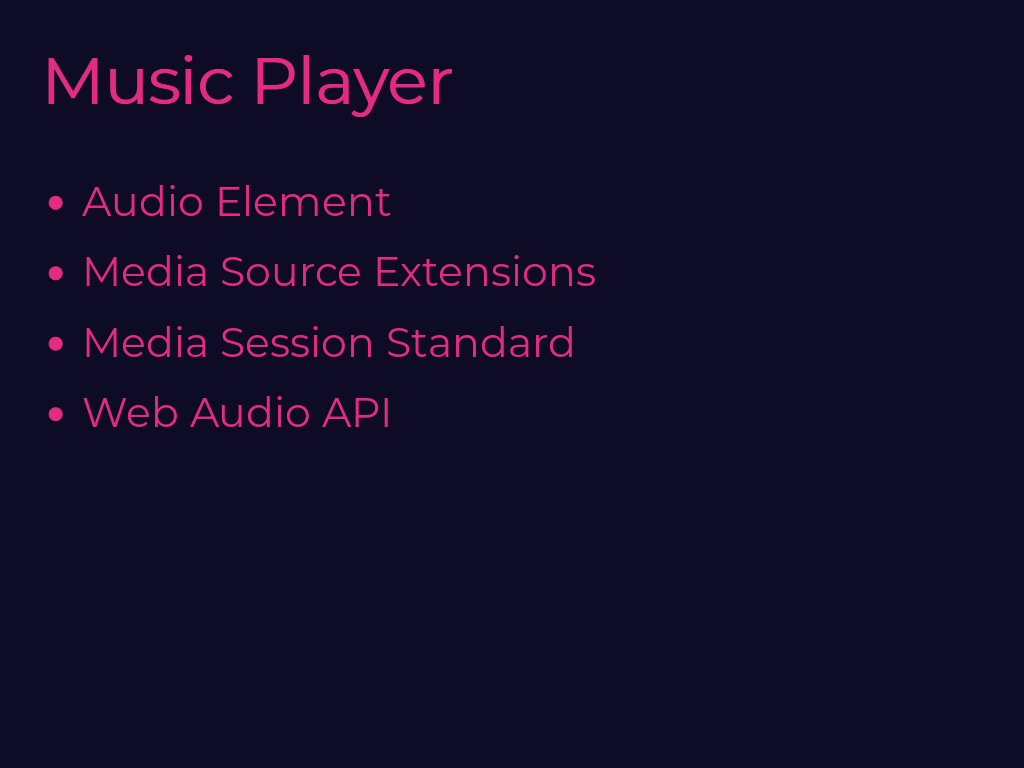 Music Player
• Audio Element
• Media Source Extensions
• Media Session Standard
• Web Audio API